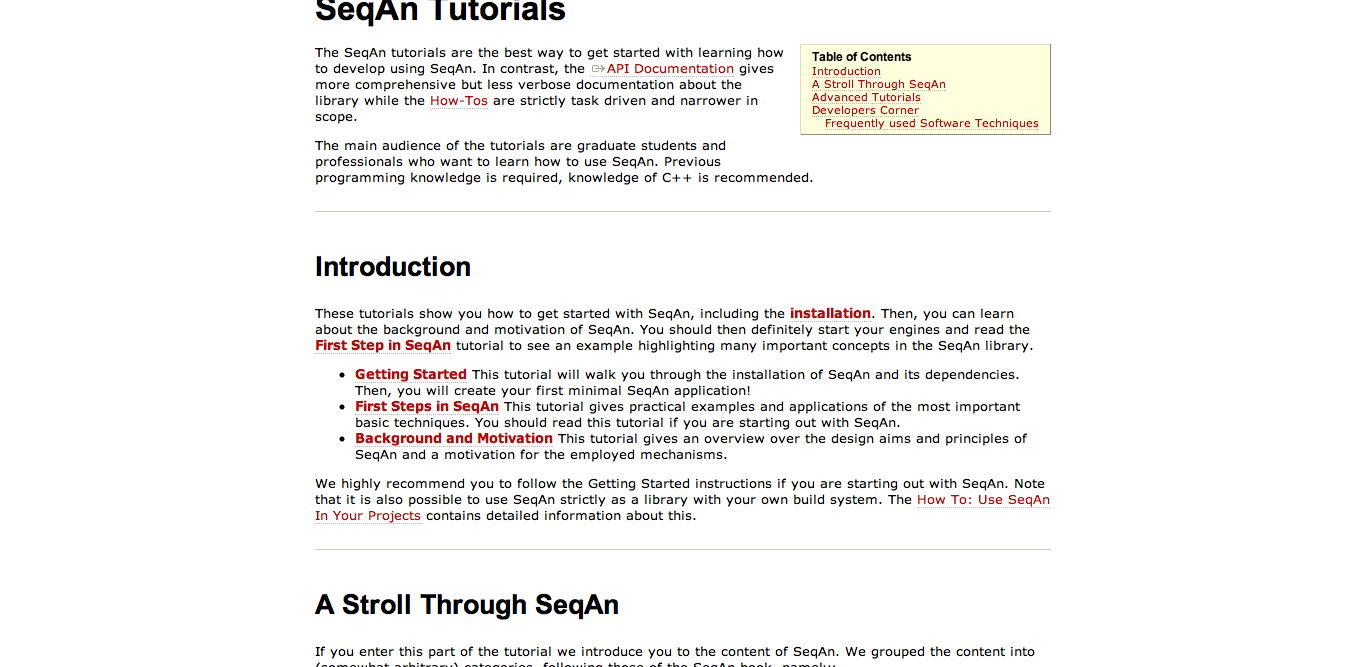 SeqAn Tutorials
The SeqAn tutorials are the best way to get started with learning how
to develop using SeqAn. In contrast, the API Documentation gives
more comprehensive but less verbose documentation about the
library while the How-Tos are strictly task driven and narrower in
scope.
Table of Contents
Introduction
A Stroll Through SeqAn
Advanced Tutorials
Developers Corner
Frequently used Software Techniques
The main audience of the tutorials are graduate students and
professionals who want to learn how to use SeqAn. Previous
programming knowledge is required, knowledge of C++ is recommended.
Introduction
These tutorials show you how to get started with SeqAn, including the installation. Then, you can learn
about the background and motivation of SeqAn. You should then definitely start your engines and read the
First Step in SeqAn tutorial to see an example highlighting many important concepts in the SeqAn library.
• Getting Started This tutorial will walk you through the installation of SeqAn and its dependencies.
Then, you will create your first minimal SeqAn application!
• First Steps in SeqAn This tutorial gives practical examples and applications of the most important
basic techniques. You should read this tutorial if you are starting out with SeqAn.
• Background and Motivation This tutorial gives an overview over the design aims and principles of
SeqAn and a motivation for the employed mechanisms.
We highly recommend you to follow the Getting Started instructions if you are starting out with SeqAn. Note
that it is also possible to use SeqAn strictly as a library with your own build system. The How To: Use SeqAn
In Your Projects contains detailed information about this.
A Stroll Through SeqAn
If you enter this part of the tutorial we introduce you to the content of SeqAn. We grouped the content into
(somewhat arbitrary) categories, following those of the SeqAn book, namely: